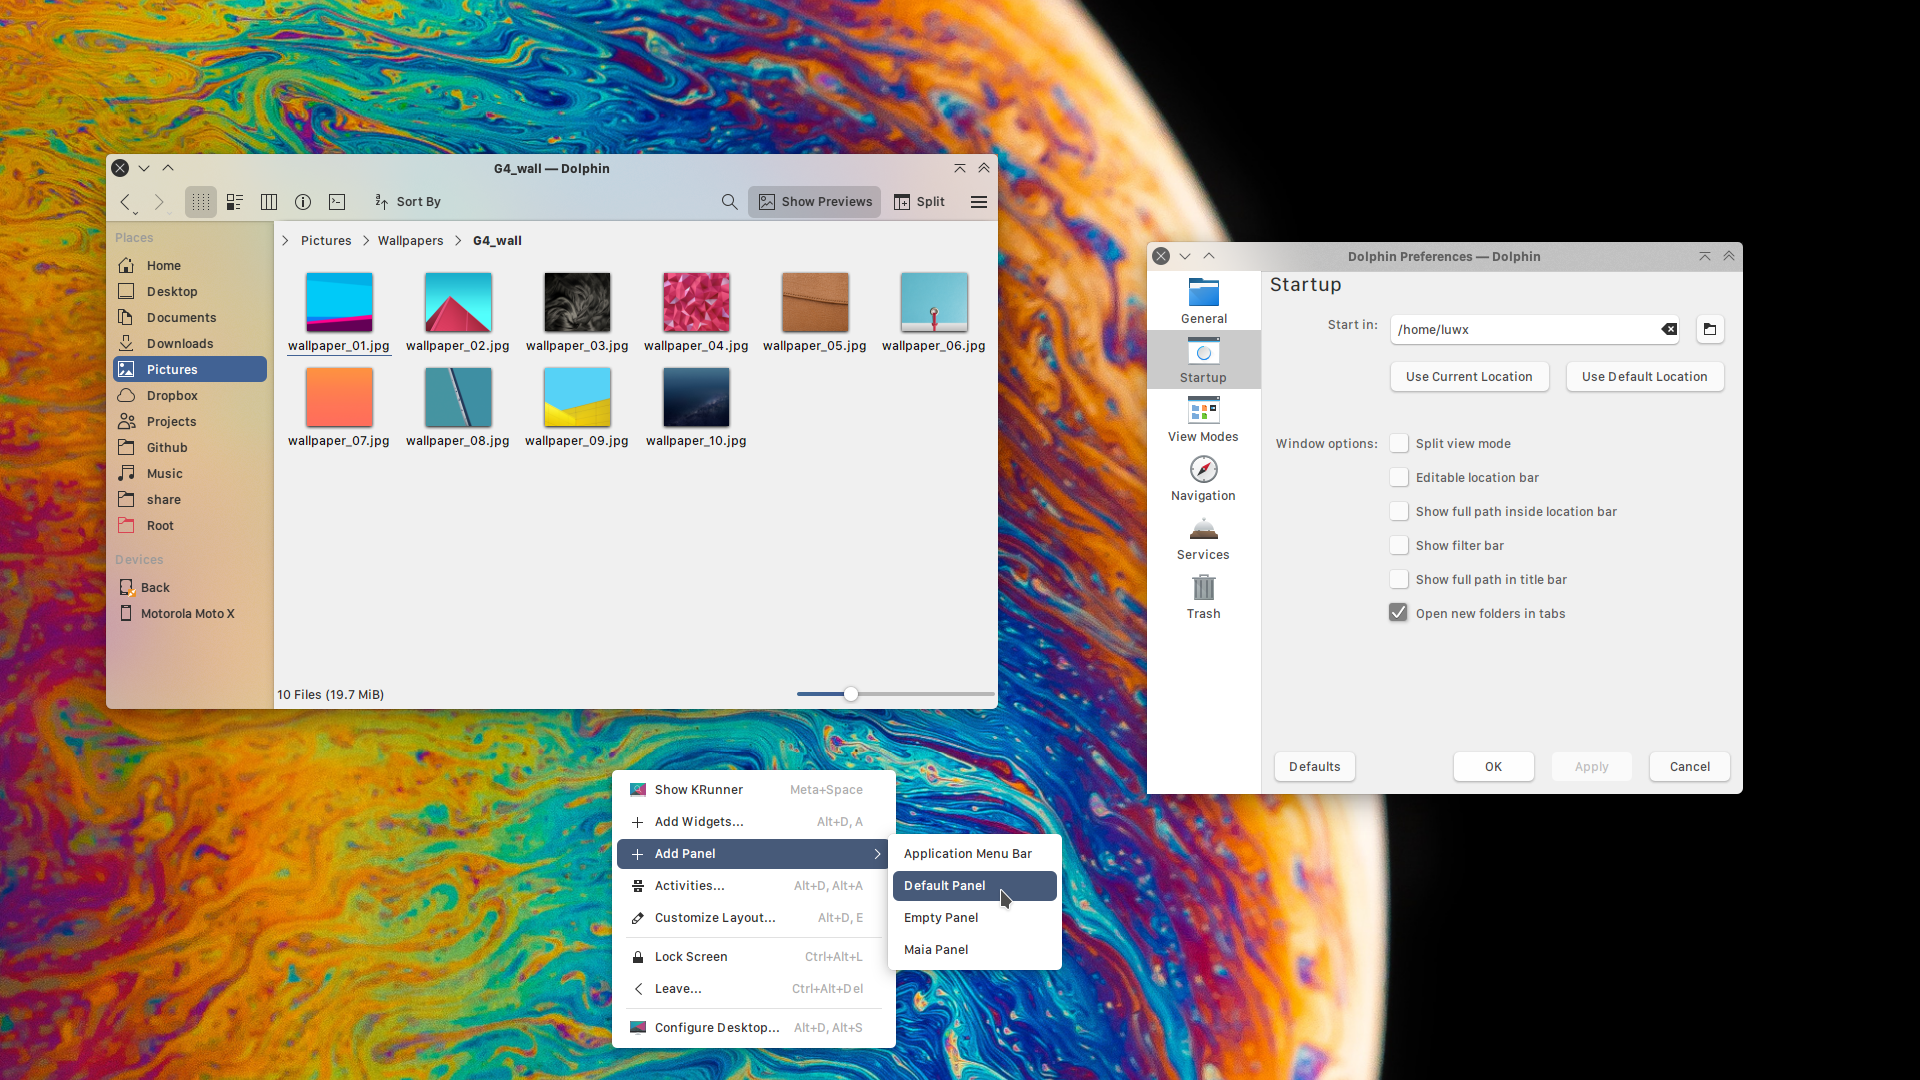 G4_wall — Dolphin
Sort By
Show Previews
Split
Places
Home
Desktop
Documents
Downloads
Pictures
Dropbox
Projects
Github
Music
share
Root
Devices
Back
Motorola Moto X
Pictures
Wallpapers
G4_wall
wallpaper_01.jpg
wallpaper_02.jpg
wallpaper_03.jpg
wallpaper_04.jpg
wallpaper_05.jpg
wallpaper_06.jpg
wallpaper_07.jpg
wallpaper_08.jpg
wallpaper_09.jpg
wallpaper_10.jpg
10 Files (19.7 MiB)
Dolphin Preferences — Dolphin
General
Startup
View Modes
Navigation
Services
Trash
Startup
Start in:
/home/luwx
Use Current Location
Use Default Location
Window options:
Split view mode
Editable location bar
Show full path inside location bar
Show filter bar
Show full path in title bar
Open new folders in tabs
Defaults
OK
Apply
Cancel
Show KRunner Meta+Space
Add Widgets... Alt+D, A
Add Panel
Activities... Alt+D, Alt+A
Customize Layout... Alt+D, E
Lock Screen Ctrl+Alt+L
Leave... Ctrl+Alt+Del
Configure Desktop... Alt+D, Alt+S
Application Menu Bar
Default Panel
Empty Panel
Maia Panel